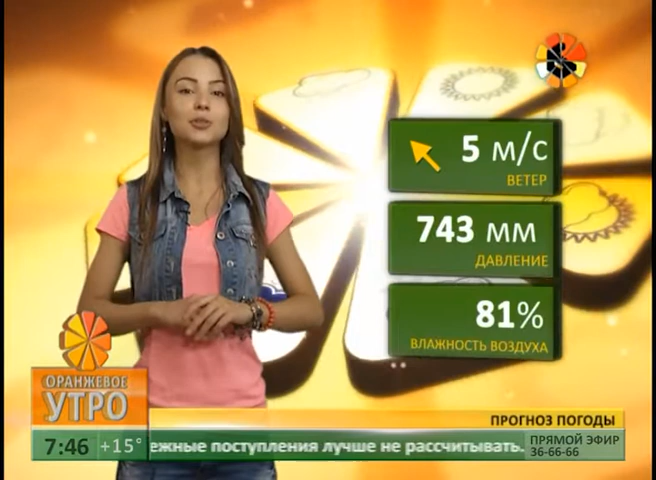 5 м/с
ВЕТЕР
743 мм
ДАВЛЕНИЕ
81%
ВЛАЖНОСТЬ ВОЗДУХА
ОРАНЖЕВОЕ
УТРО
ПРОГНОЗ ПОГОДЫ
7:46 +15° ежные поступления лучше не рассчитывать.
ПРЯМОЙ ЭФИР
36-66-66